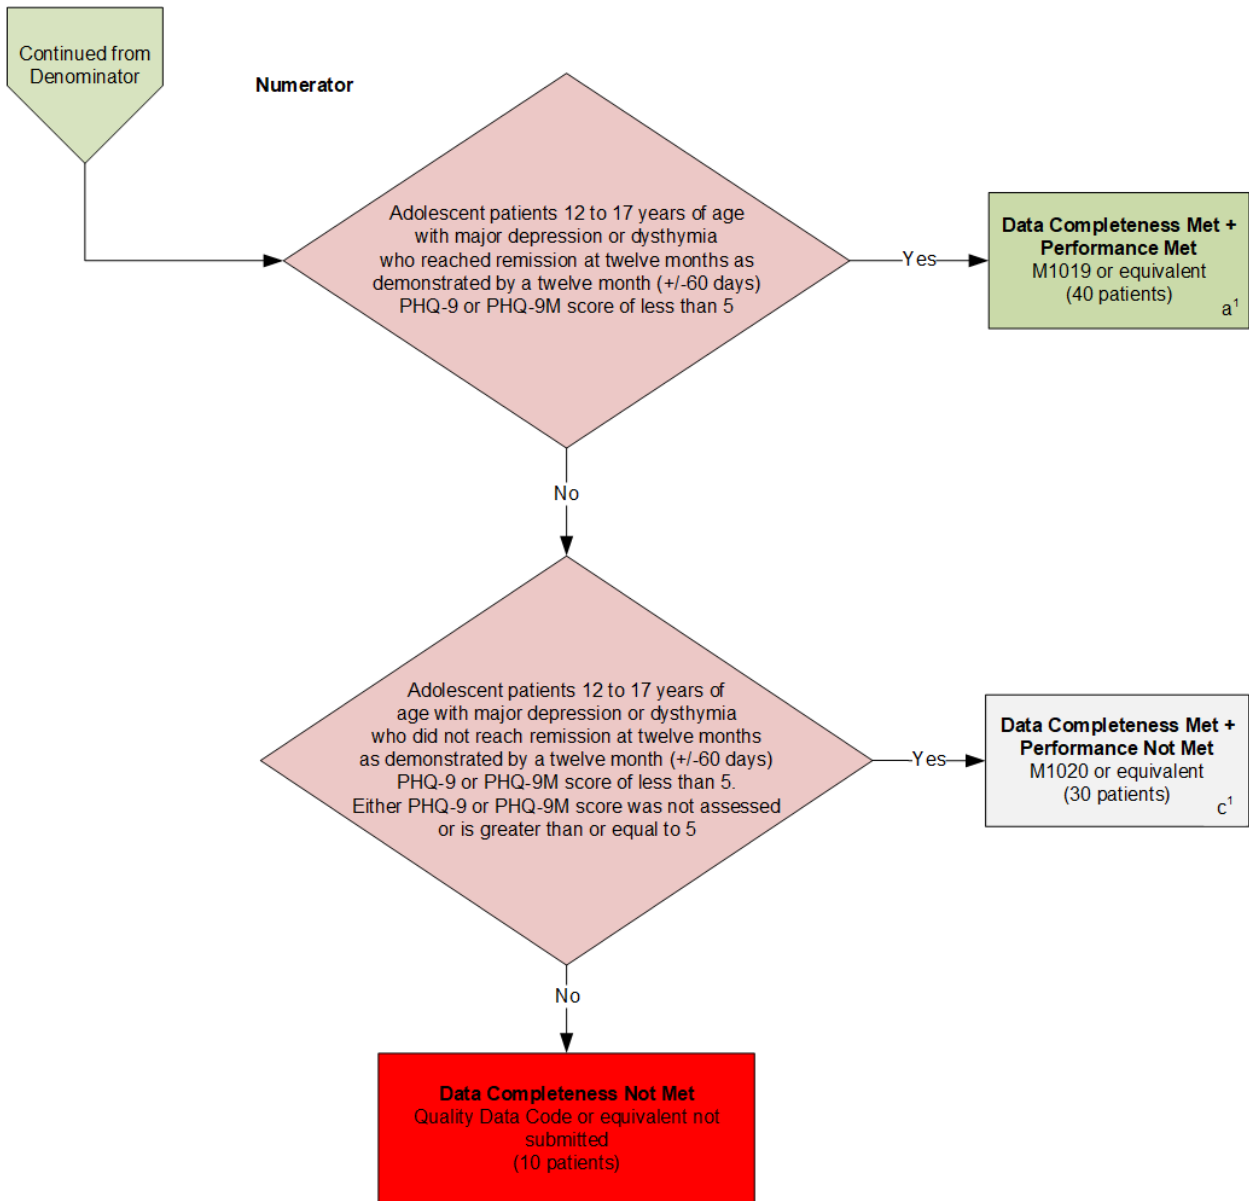 Continued from
Denominator
Numerator
Adolescent patients 12 to 17 years of age
with major depression or dysthymia
who reached remission at twelve months as
demonstrated by a twelve month (+/-60 days)
PHQ-9 or PHQ-9M score of less than 5
Yes
Data Completeness Met +
Performance Met
M1019 or equivalent
(40 patients)
a¹
No
Adolescent patients 12 to 17 years of
age with major depression or dysthymia
who did not reach remission at twelve months
as demonstrated by a twelve month (+/-60 days)
PHQ-9 or PHQ-9M score of less than 5.
Either PHQ-9 or PHQ-9M score was not assessed
or is greater than or equal to 5
Yes
Data Completeness Met +
Performance Not Met
M1020 or equivalent
(30 patients)
c¹
No
Data Completeness Not Met
Quality Data Code or equivalent not
submitted
(10 patients)